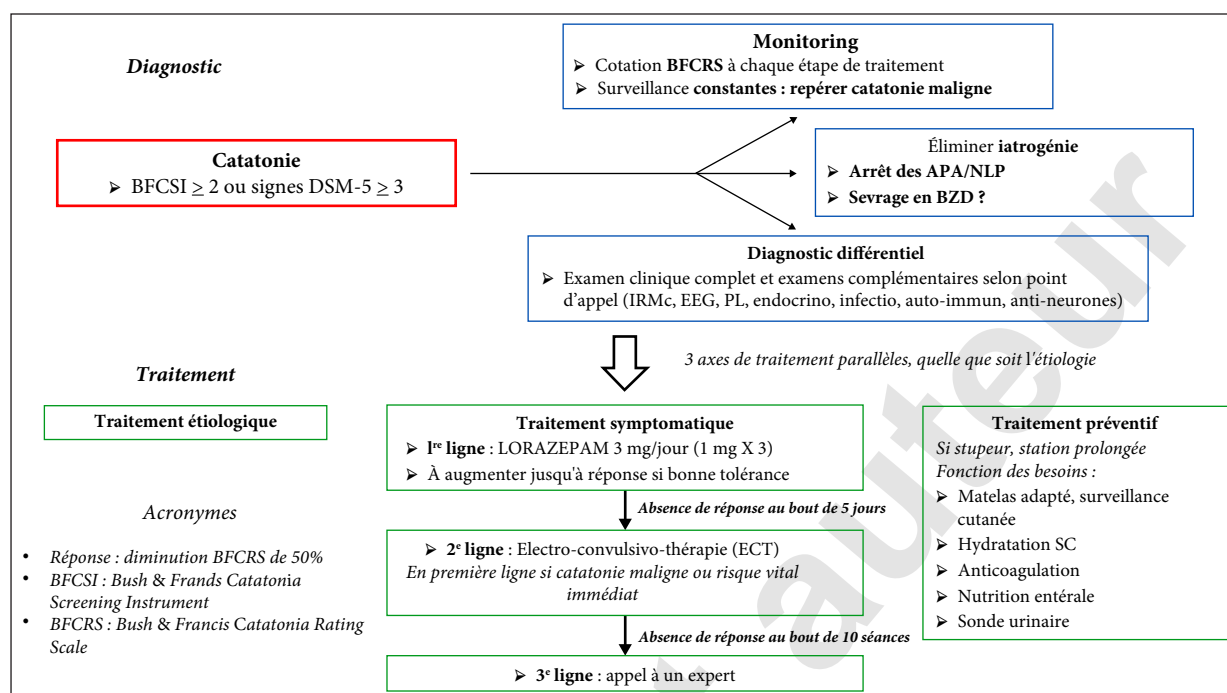 Diagnostic
Monitoring
➤ Cotation BFCRS à chaque étape de traitement
➤ Surveillance constantes : repérer catatonie maligne
Catatonie
➤ BFCSI ≥ 2 ou signes DSM-5 ≥ 3
Éliminer iatrogénie
➤ Arrêt des APA/NLP
➤ Sevrage en BZD ?
Diagnostic différentiel
➤ Examen clinique complet et examens complémentaires selon point
d’appel (IRMc, EEG, PL, endocrino, infectio, auto-immun, anti-neurones)
3 axes de traitement parallèles, quelle que soit l'étiologie
Traitement
Traitement étiologique
Traitement symptomatique
➤ 1re ligne : LORAZEPAM 3 mg/jour (1 mg X 3)
➤ À augmenter jusqu'à réponse si bonne tolérance
Absence de réponse au bout de 5 jours
➤ 2e ligne : Electro-convulsivo-thérapie (ECT)
En première ligne si catatonie maligne ou risque vital
immédiat
Absence de réponse au bout de 10 séances
➤ 3e ligne : appel à un expert
Traitement préventif
Si stupeur, station prolongée
Fonction des besoins :
➤ Matelas adapté, surveillance
cutanée
➤ Hydratation SC
➤ Anticoagulation
➤ Nutrition entérale
➤ Sonde urinaire
Acronymes
• Réponse : diminution BFCRS de 50%
• BFCSI : Bush & Frands Catatonia
Screening Instrument
• BFCRS : Bush & Francis Catatonia Rating
Scale
auteur